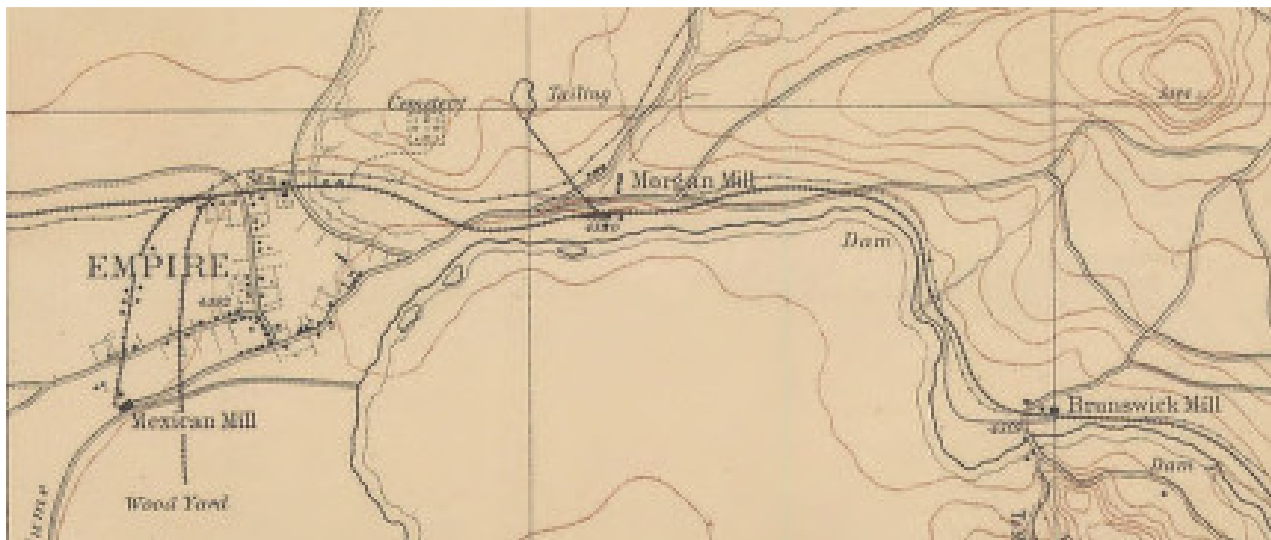 Cemetery
Tailing
Morgan Mill
Dam
EMPIRE
Brunswick Mill
Mexican Mill
Dam
Wood Yard